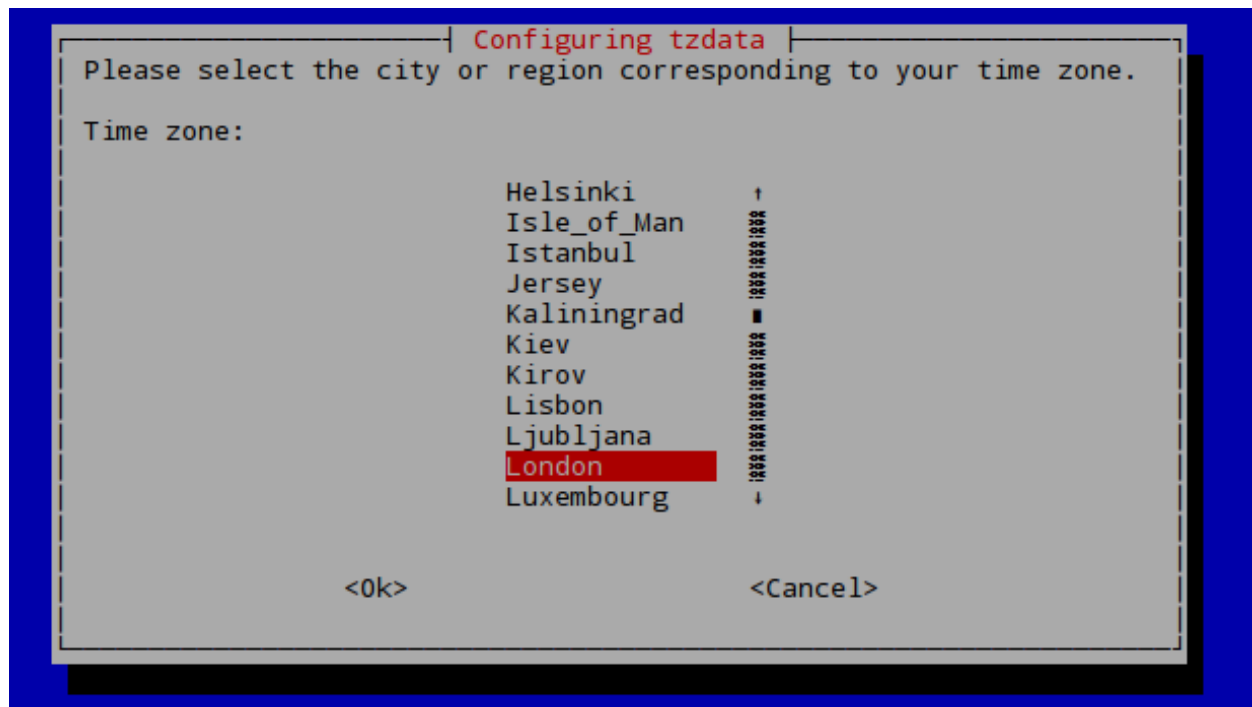 Configuring tzdata
Please select the city or region corresponding to your time zone.
Time zone:
Helsinki
Isle_of_Man
Istanbul
Jersey
Kaliningrad
Kiev
Kirov
Lisbon
Ljubljana
London
Luxembourg
<Ok> <Cancel>